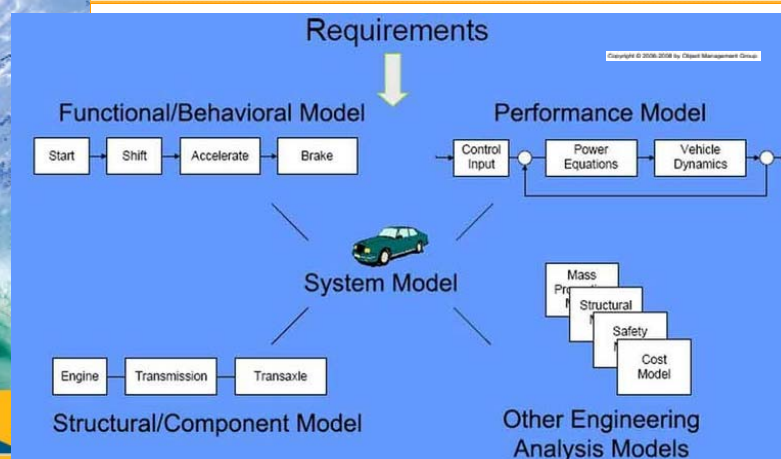 Requirements
Copyright © 2006-2008 by Object Management Group.
Functional/Behavioral Model
Performance Model
Start
Shift
Accelerate
Brake
Control
Input
Power
Equations
Vehicle
Dynamics
System Model
Mass
Structural
Safety
Cost
Model
Engine
Transmission
Transaxle
Structural/Component Model
Other Engineering
Analysis Models